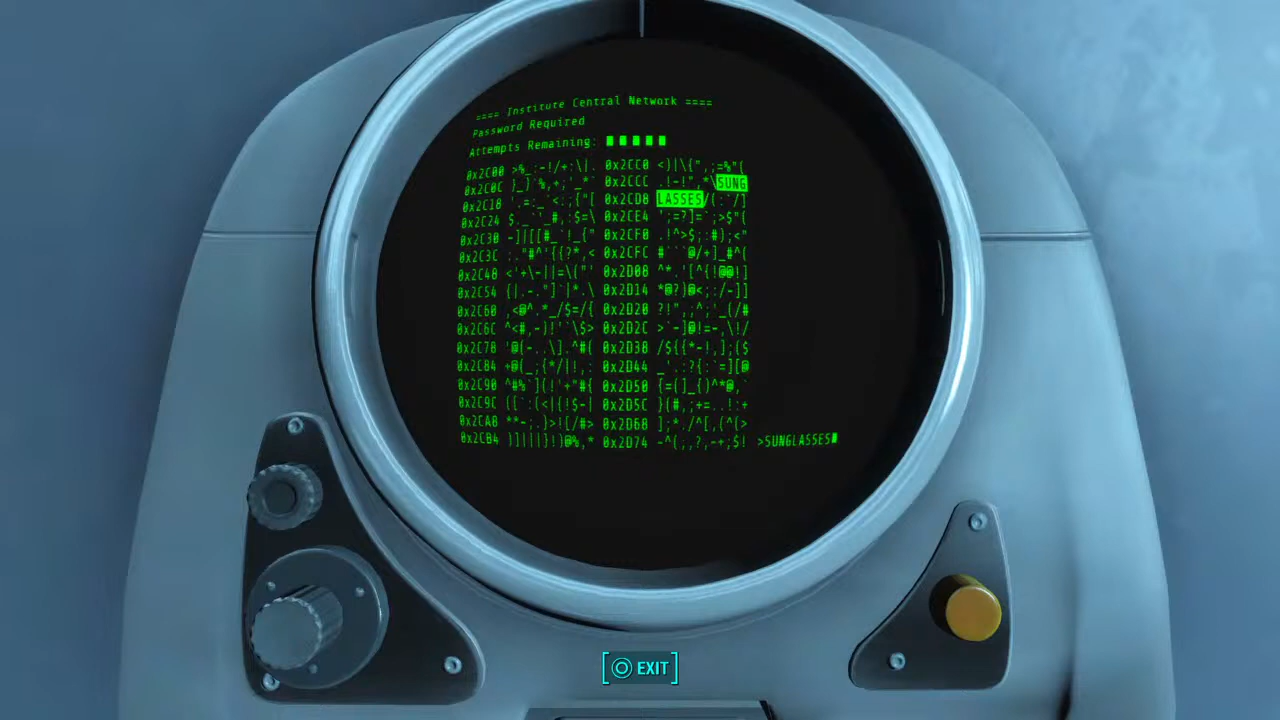 ==== Institute Central Network ====
Password Required
Attempts Remaining: ■ ■ ■ ■ ■
0x2C00 >%_:-!/+:\|. 0x2CC0 <)|\{",;=%"(
0x2C0C 0x2CCC .!-!",*\SUNG
0x2C18 0x2CD8 LASSES/(:`/]
0x2C24 0x2CE4 ';=?]=`;>$"(
0x2C30 -]|[[#_`!_{" 0x2CF0 .!^>$;:#);<"
0x2C3C :."#^'{(?*,< 0x2CFC #```@/+]_#^(
0x2C48 <'+\-||=\("' 0x2D08 ^*.'[^{!@@!]
0x2C54 {|.-."]`|*.\ 0x2D14 *@?)@<;:/-]]
0x2C60 ,<@^.*_/$=/{ 0x2D20 ?!",,^;'_(/#
0x2C6C ^<#,-)!'`\$> 0x2D2C >`-]@!=-,\!/
0x2C78 '@(-..\].^#( 0x2D38 /${{*-!,];($
0x2C84 +@(_;{*/|!,: 0x2D44 _'.:?{:`=][@
0x2C90 ^#%`](!'+"#{ 0x2D50 {=(]_()^*@,`
0x2C9C ([`:(<|{!$-| 0x2D5C }(#,;+=..!:+
0x2CA8 **-;.}>![/#> 0x2D68 ];*./^[,(^(>
0x2CB4 )]|||}!)@%,* 0x2D74 -^(;,?,-+;$! >SUNGLASSES■
EXIT